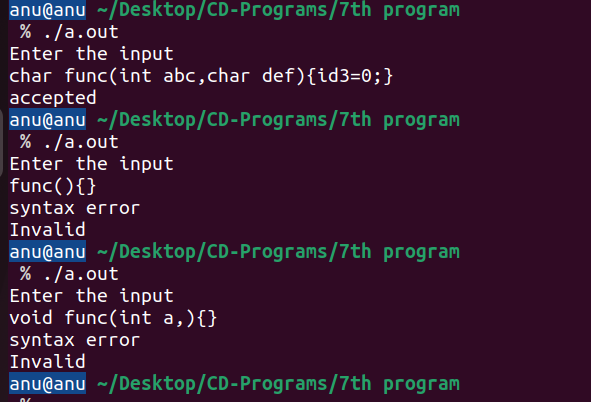 anu@anu ~/Desktop/CD-Programs/7th program
% ./a.out
Enter the input
char func(int abc,char def){id3=0;}
accepted
anu@anu ~/Desktop/CD-Programs/7th program
% ./a.out
Enter the input
func(){}
syntax error
Invalid
anu@anu ~/Desktop/CD-Programs/7th program
% ./a.out
Enter the input
void func(int a,){}
syntax error
Invalid
anu@anu ~/Desktop/CD-Programs/7th program